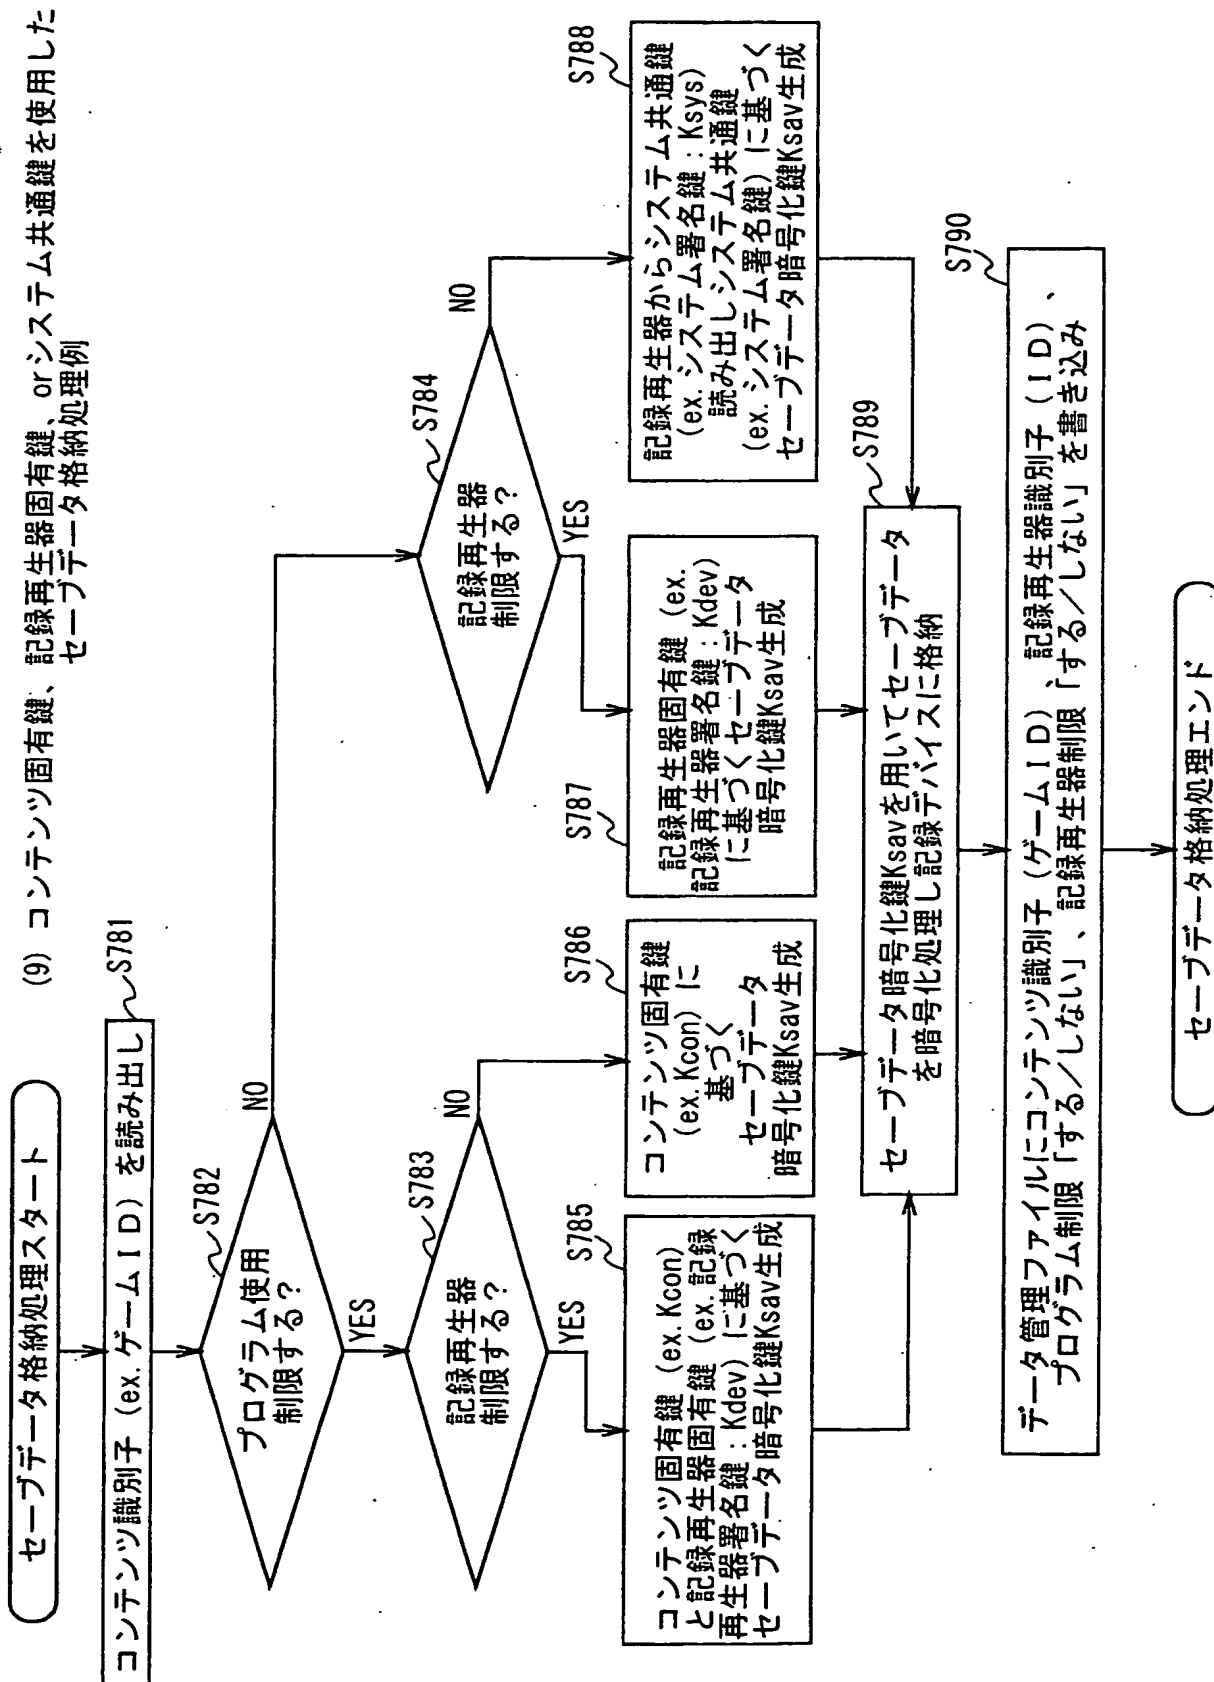 (9) コンテンツ固有鍵、記録再生器固有鍵、orシステム共通鍵を使用した
セーブデータ格納処理例
セーブデータ格納処理スタート
コンテンツ識別子 (ex.ゲームID) を読み出し
S781
プログラム使用
制限する?
S782
YES
NO
記録再生器
制限する?
S783
YES
NO
記録再生器
制限する?
S784
YES
NO
コンテンツ固有鍵 (ex.Kcon)
と記録再生器固有鍵 (ex.記録
再生器署名鍵:Kdev) に基づく
セーブデータ暗号化鍵Ksav生成
S785
コンテンツ固有鍵
(ex.Kcon) に
基づく
セーブデータ
暗号化鍵Ksav生成
S786
記録再生器固有鍵 (ex.
記録再生器署名鍵:Kdev)
に基づくセーブデータ
暗号化鍵Ksav生成
S787
記録再生器からシステム共通鍵
(ex.システム署名鍵:Ksys)
読み出しシステム共通鍵
(ex.システム署名鍵) に基づく
セーブデータ暗号化鍵Ksav生成
S788
セーブデータ暗号化鍵Ksavを用いてセーブデータ
を暗号化処理し記録デバイスに格納
S789
データ管理ファイルにコンテンツ識別子 (ゲームID)、記録再生器識別子 (ID)、
プログラム制限「する/しない」、記録再生器制限「する/しない」を書き込み
S790
セーブデータ格納処理エンド